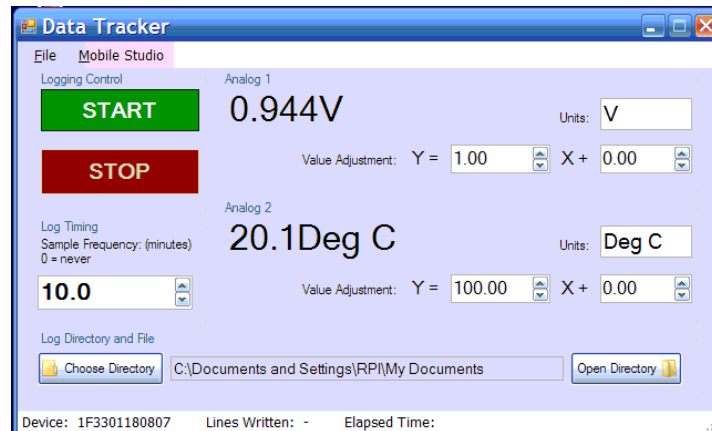 Data Tracker
File Mobile Studio
Logging Control
START
STOP
Log Timing
Sample Frequency: (minutes)
0 = never
10.0
Analog 1
0.944V
Units: V
Value Adjustment: Y = 1.00 X + 0.00
Analog 2
20.1Deg C
Units: Deg C
Value Adjustment: Y = 100.00 X + 0.00
Log Directory and File
Choose Directory C:\Documents and Settings\RPI\My Documents Open Directory
Device: 1F3301180807 Lines Written: - Elapsed Time: